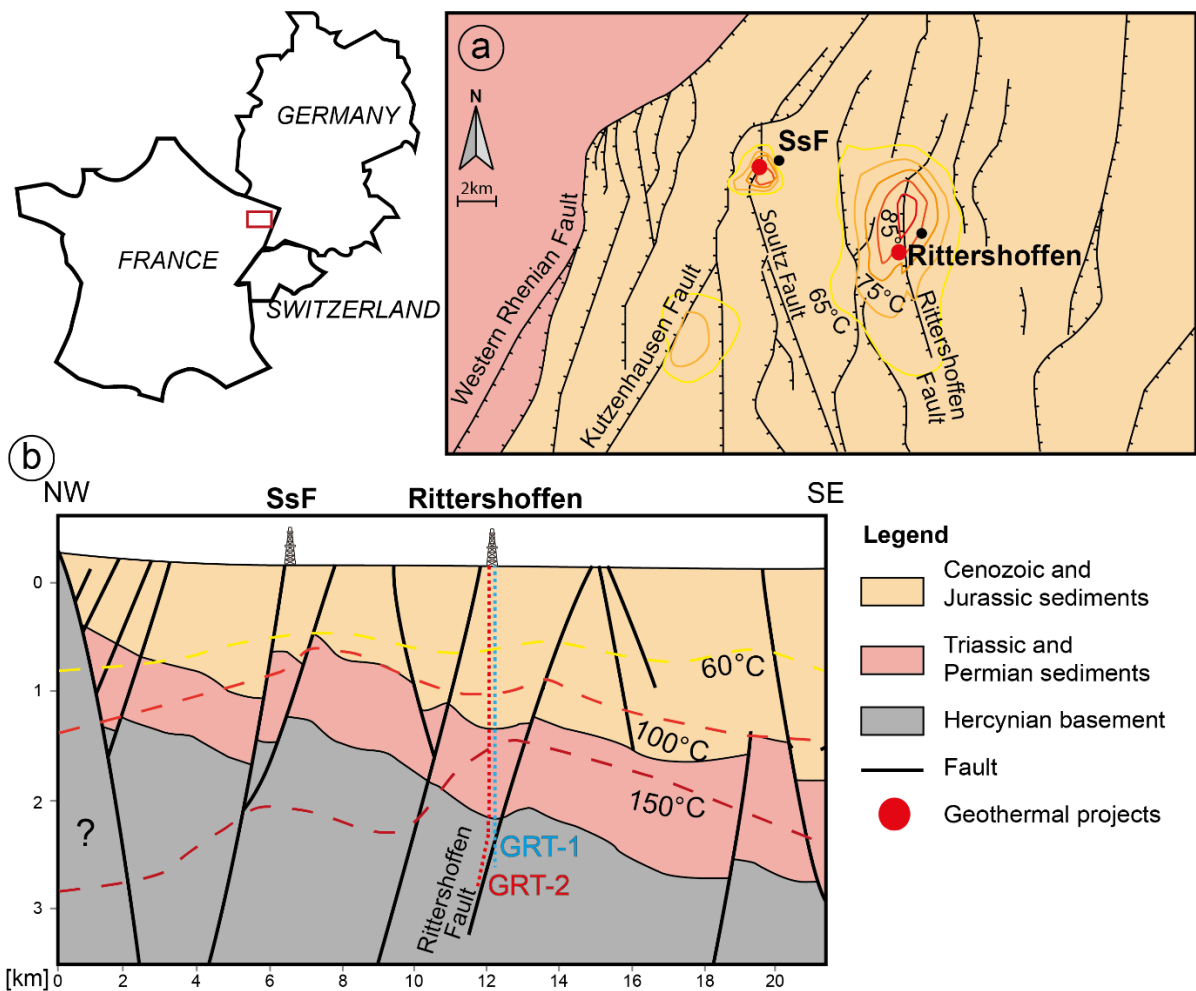 GERMANY
FRANCE
SWITZERLAND
a
N
2km
SsF
Rittershoffen
85°
75°C
65°C
Western Rhenian Fault
Kutzenhausen Fault
Soultz Fault
Rittershoffen
Fault
b
NW
SsF
Rittershoffen
SE
0
1
2
3
60°C
100°C
150°C
?
GRT-1
GRT-2
Rittershoffen
Fault
[km] 0 2 4 6 8 10 12 14 16 18 20
Legend
Cenozoic and
Jurassic sediments
Triassic and
Permian sediments
Hercynian basement
Fault
Geothermal projects